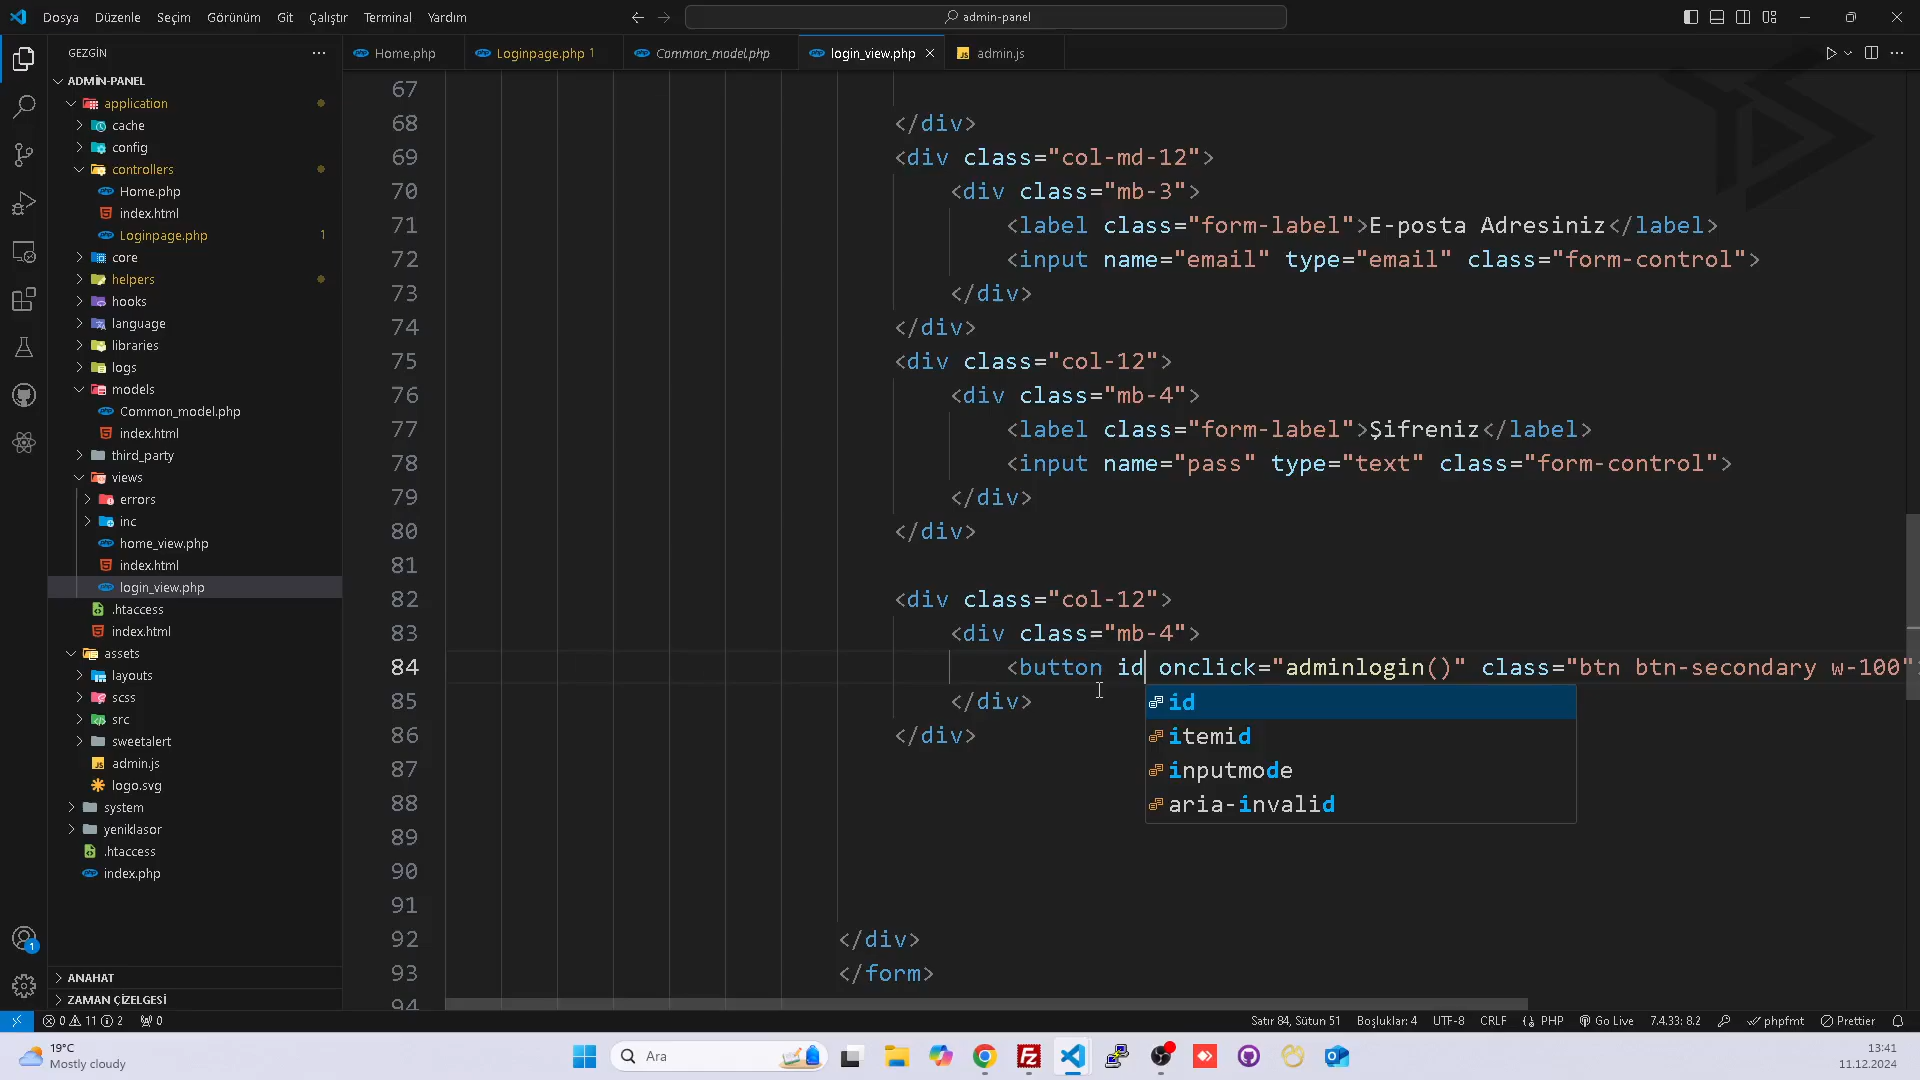 Dosya Düzenle Seçim Görünüm Git Çalıştır Terminal Yardım
admin-panel
GEZGİN
Home.php
Loginpage.php 1
Common_model.php
login_view.php
admin.js
ADMİN-PANEL
application
cache
config
controllers
Home.php
index.html
Loginpage.php 1
core
helpers
hooks
language
libraries
logs
models
Common_model.php
index.html
third_party
views
errors
inc
home_view.php
index.html
login_view.php
.htaccess
index.html
assets
layouts
scss
src
sweetalert
admin.js
logo.svg
system
yeniklasor
.htaccess
index.php
ANAHAT
ZAMAN ÇİZELGESİ
67
68 </div>
69 <div class="col-md-12">
70 <div class="mb-3">
71 <label class="form-label">E-posta Adresiniz</label>
72 <input name="email" type="email" class="form-control">
73 </div>
74 </div>
75 <div class="col-12">
76 <div class="mb-4">
77 <label class="form-label">Şifreniz</label>
78 <input name="pass" type="text" class="form-control">
79 </div>
80 </div>
81
82 <div class="col-12">
83 <div class="mb-4">
84 <button id onclick="adminlogin()" class="btn btn-secondary w-100"
85 </div>
86 </div>
id
itemid
inputmode
aria-invalid
87
88
89
90
91
92 </div>
93 </form>
94
0 11 2 0
Satır 84, Sütun 51 Boşluklar: 4 UTF-8 CRLF PHP Go Live 7.4.33: 8.2 phpfmt Prettier
1
19°C
Mostly cloudy
Ara
13:41
11.12.2024